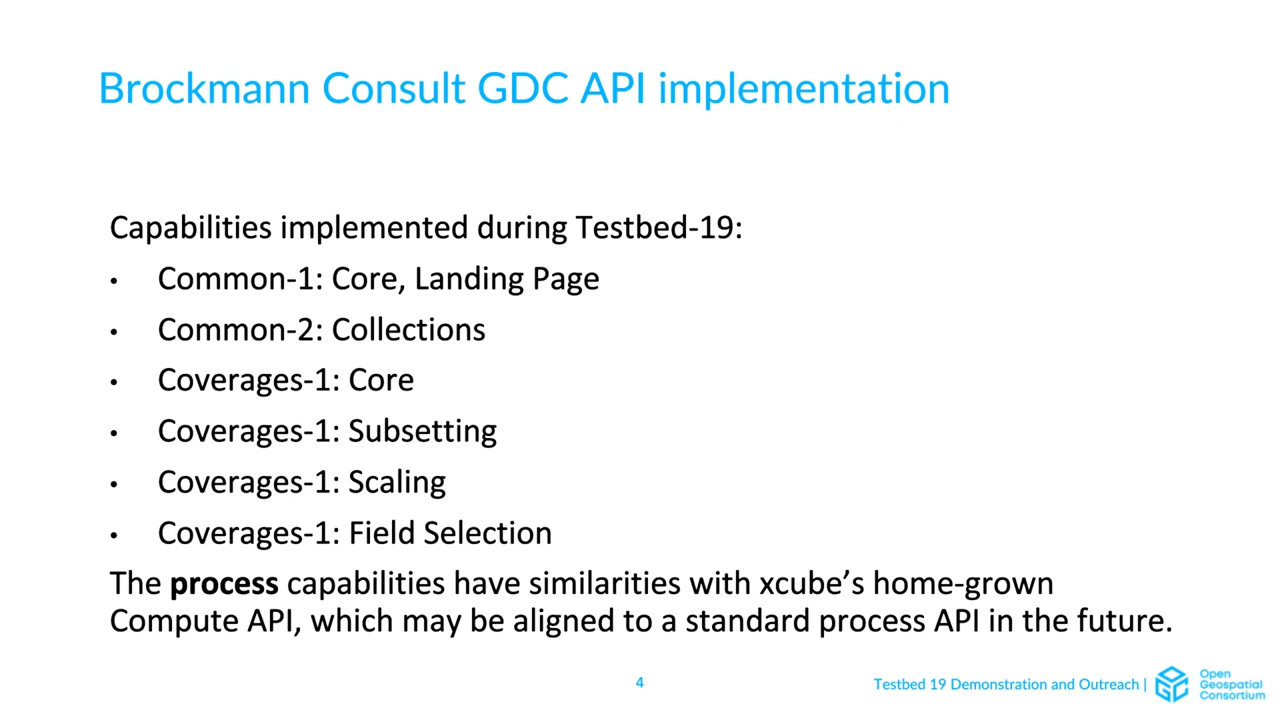 Brockmann Consult GDC API implementation
Capabilities implemented during Testbed-19:
• Common-1: Core, Landing Page
• Common-2: Collections
• Coverages-1: Core
• Coverages-1: Subsetting
• Coverages-1: Scaling
• Coverages-1: Field Selection
The process capabilities have similarities with xcube’s home-grown
Compute API, which may be aligned to a standard process API in the future.
4
Testbed 19 Demonstration and Outreach |
Open
Geospatial
Consortium